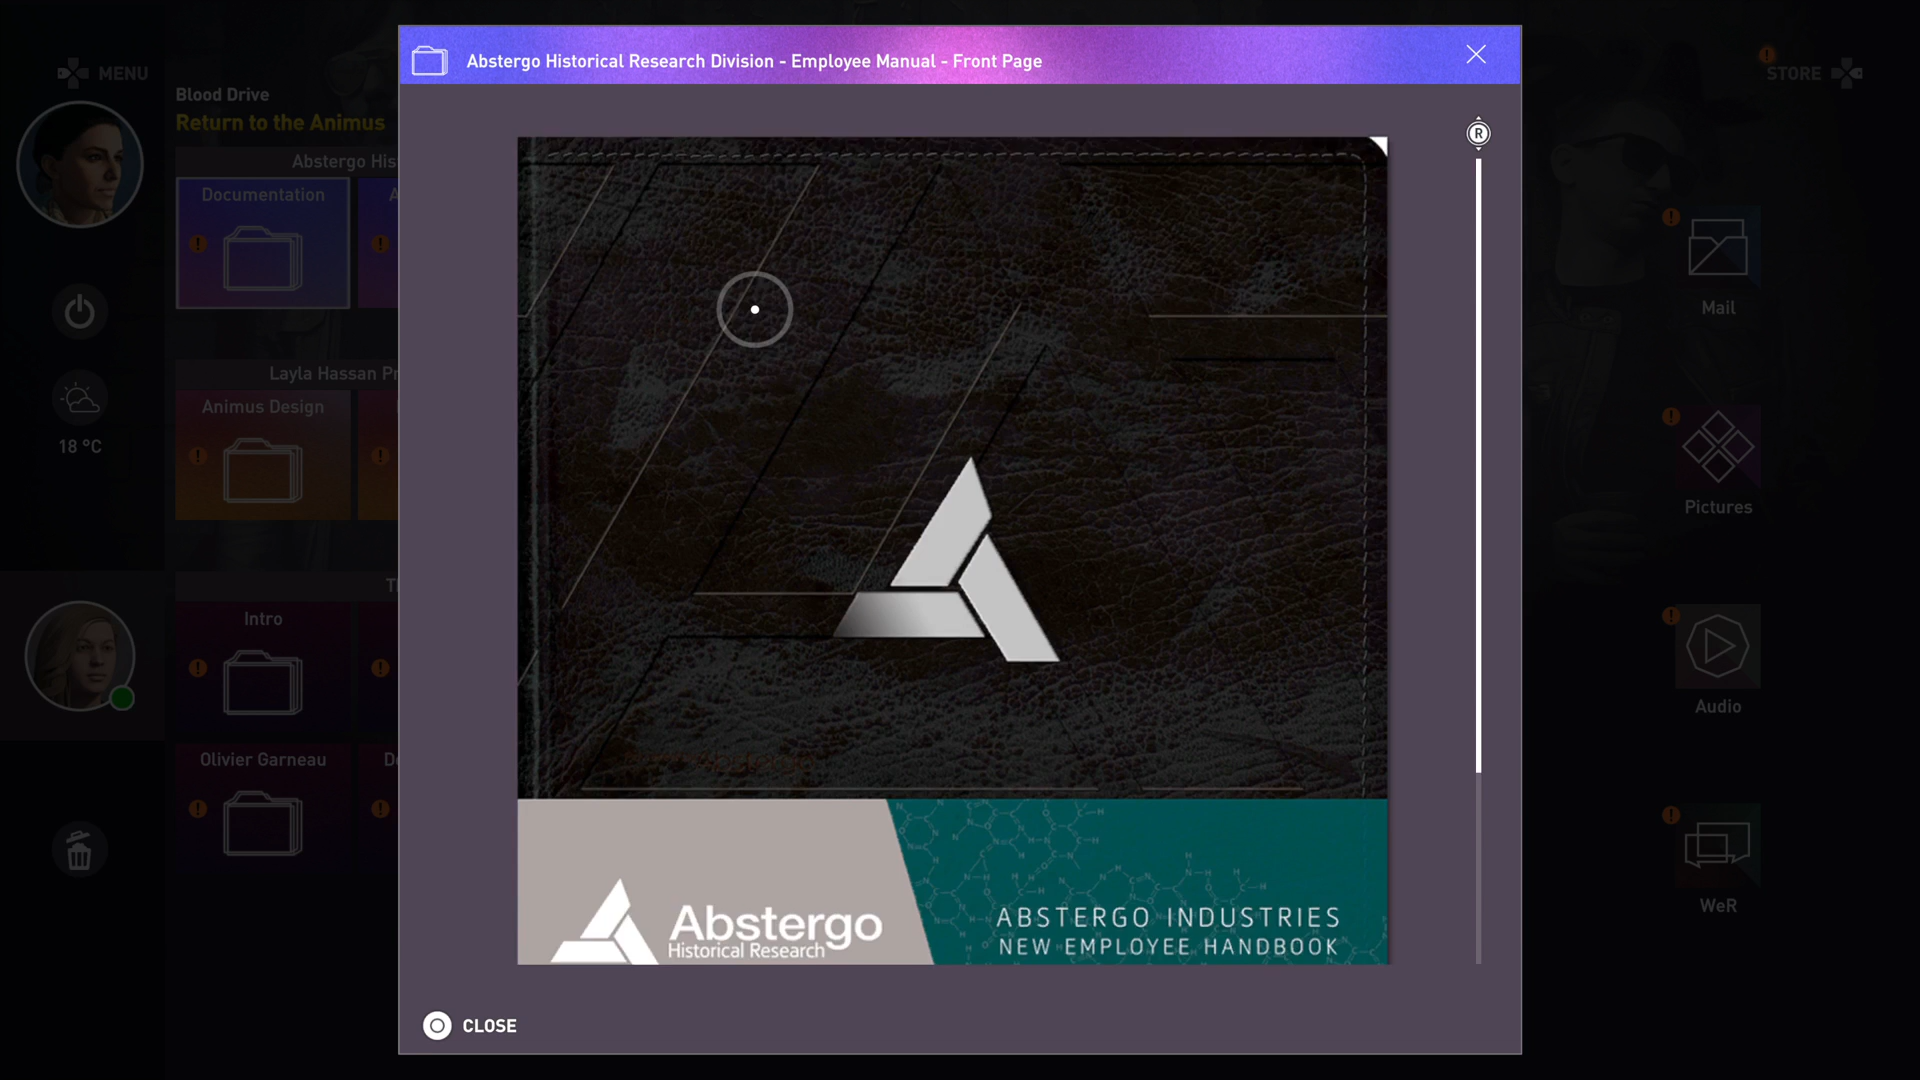 Abstergo Historical Research Division - Employee Manual - Front Page
MENU
STORE
Blood Drive
Return to the Animus
Abstergo His
Documentation
A
R
18 °C
Layla Hassan Pr
Animus Design
Intro
Olivier Garneau
De
Mail
Pictures
Audio
WeR
Abstergo
Historical Research
ABSTERGO INDUSTRIES
NEW EMPLOYEE HANDBOOK
CLOSE